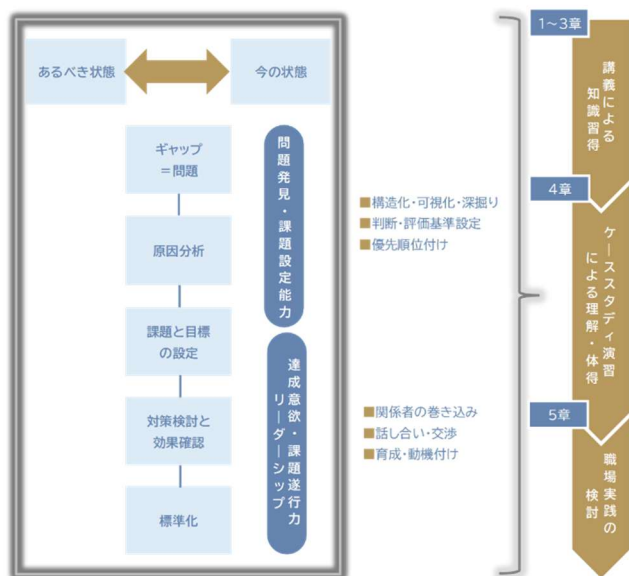 あるべき状態
今の状態
ギャップ
＝問題
原因分析
課題と目標
の設定
対策検討と
効果確認
標準化
問題発見・課題設定能力
達成意欲・課題遂行力
リーダーシップ
■構造化・可視化・深掘り
■判断・評価基準設定
■優先順位付け
■関係者の巻き込み
■話し合い・交渉
■育成・動機付け
1～3章
講義による
知識習得
4章
ケーススタディ演習
による理解・体得
5章
職場実践の
検討